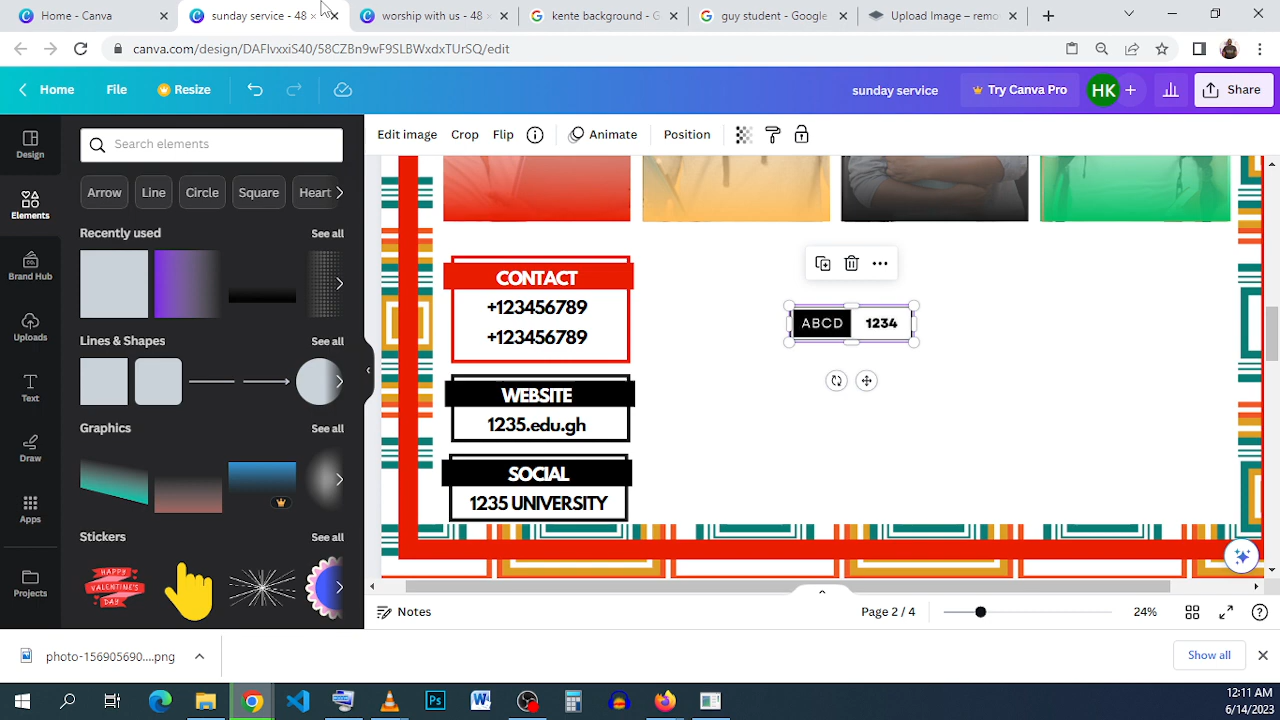 Home - Canva
sunday service - 48 ×
worship with us - 48 ×
kente background - G
guy student - Google
Upload Image – remo
canva.com/design/DAFlvxxiS40/58CZBn9wF9SLBWxdxTUrSQ/edit
Home
File
Resize
sunday service
Try Canva Pro
HK
Share
Design
Elements
Brand Hub
Uploads
Text
Draw
Apps
Projects
Search elements
Arrow
Line
Circle
Square
Heart
Recently used
See all
Lines & Shapes
See all
Graphics
See all
Stickers
See all
HAPPY
VALENTINE'S
DAY
Edit image
Crop
Flip
Animate
Position
CONTACT
+123456789
+123456789
WEBSITE
1235.edu.gh
SOCIAL
1235 UNIVERSITY
ABCD
1234
Notes
Page 2 / 4
24%
photo-156905690....png
Show all
Ps
W
12:11 AM
6/14/2023